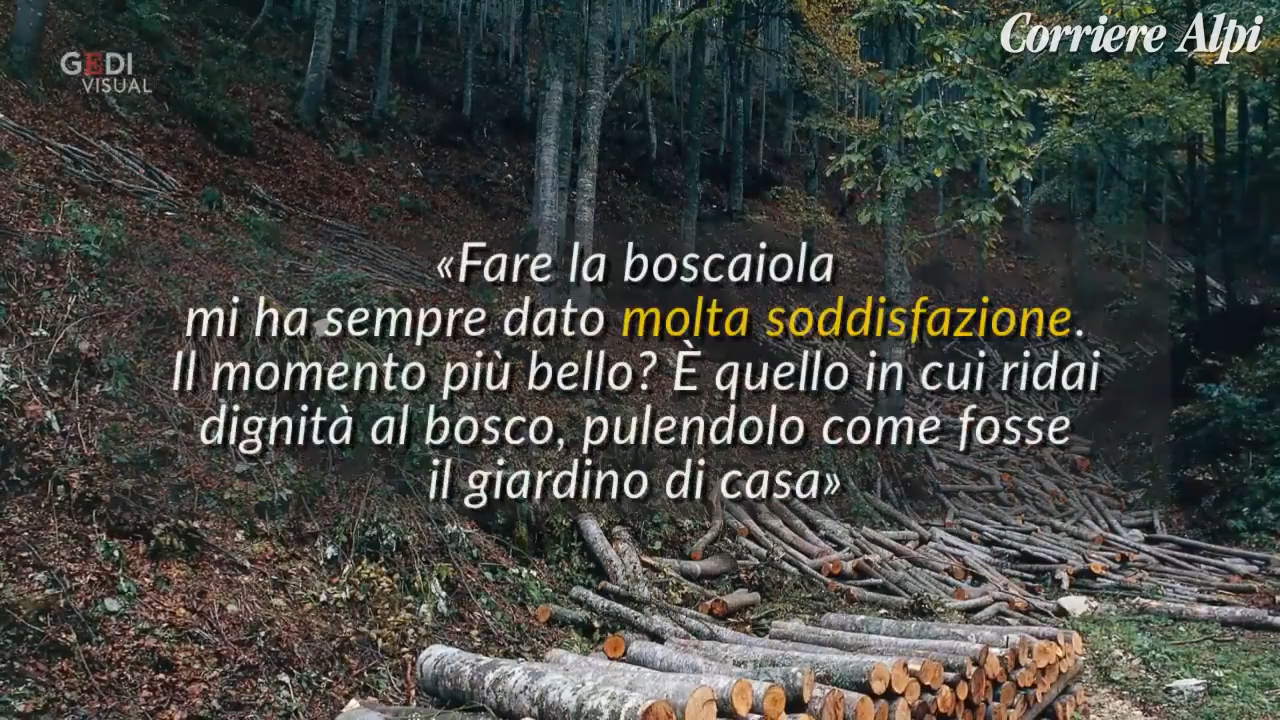 GEDI
VISUAL
Corriere Alpi
«Fare la boscaiola
mi ha sempre dato molta soddisfazione.
Il momento più bello? È quello in cui ridai
dignità al bosco, pulendolo come fosse
il giardino di casa»